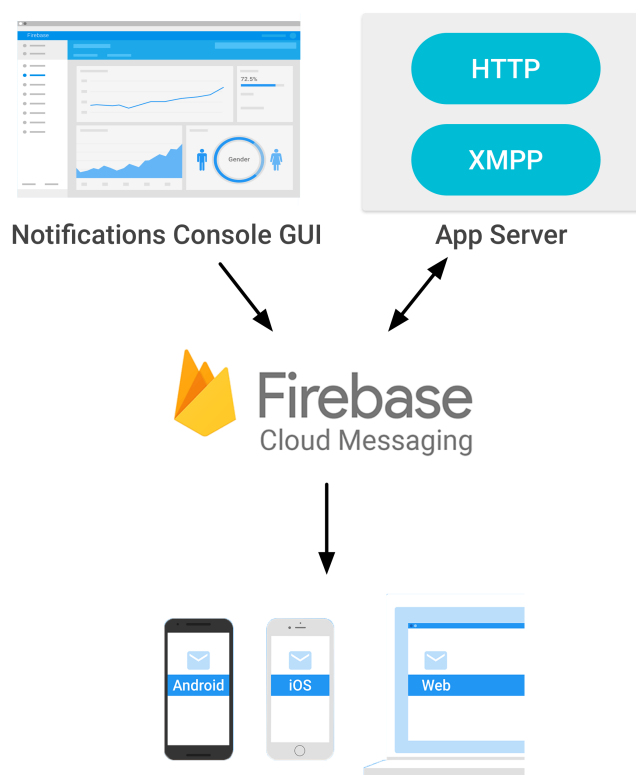 Firebase
72.5%
Gender
HTTP
XMPP
Notifications Console GUI
App Server
Firebase
Cloud Messaging
Android
iOS
Web